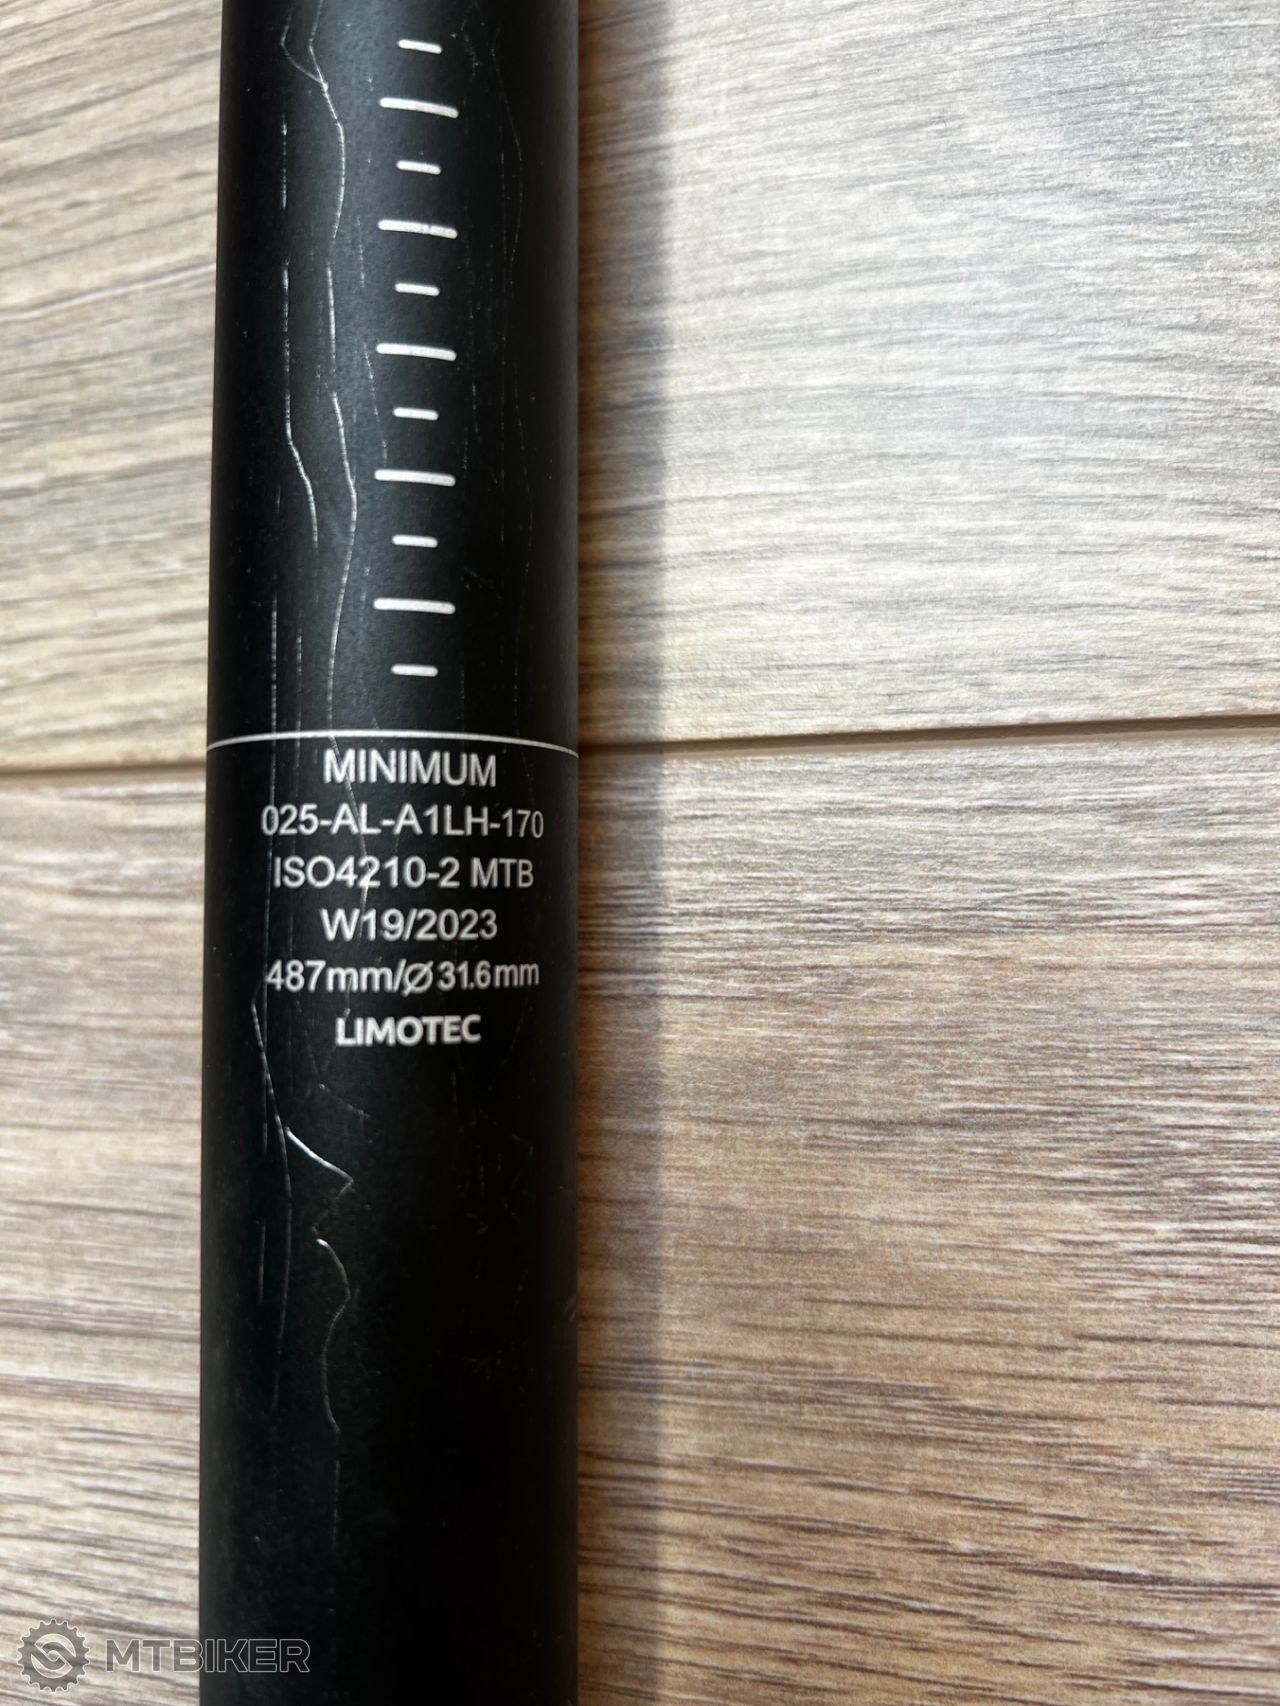 MINIMUM
025-AL-A1LH-170
ISO4210-2 MTB
W19/2023
487mm/Ø31.6mm
LIMOTEC
MTBIKER